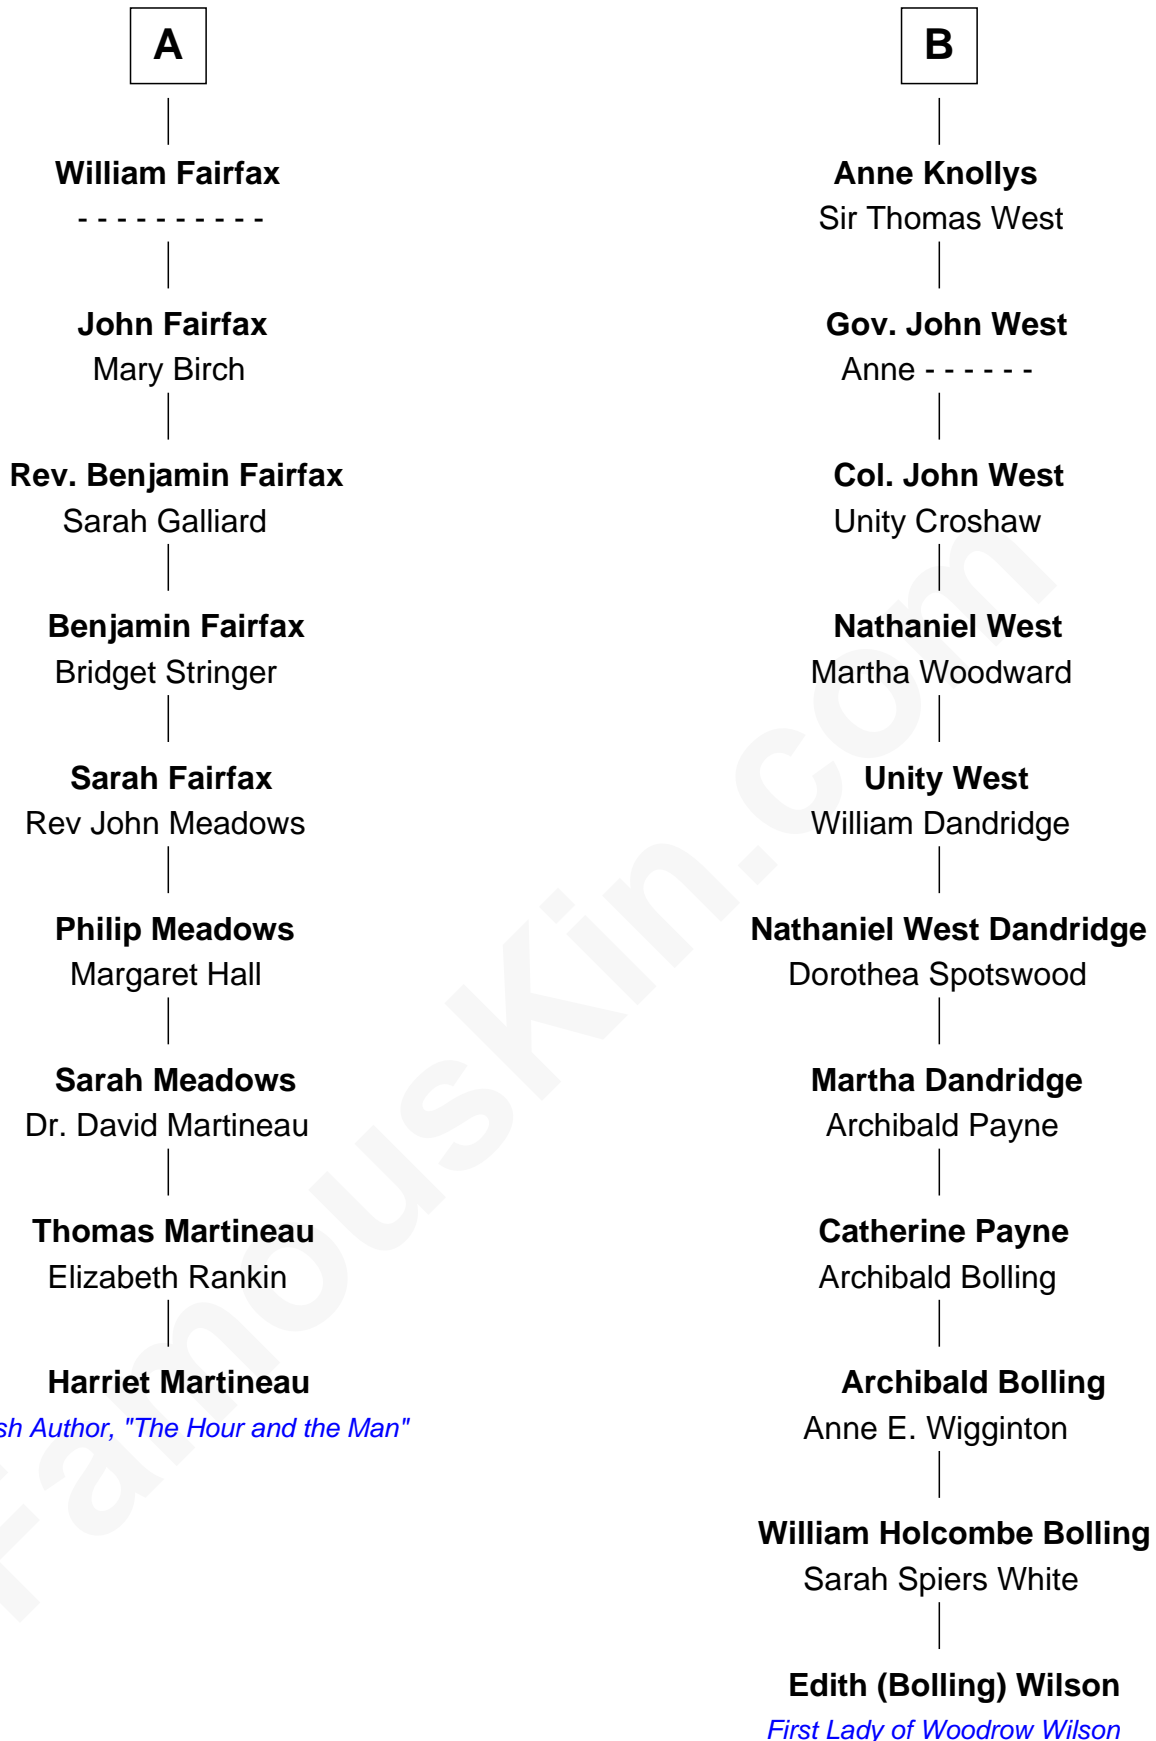 A
William Fairfax
- - - - - - - - - -
John Fairfax
Mary Birch
Rev. Benjamin Fairfax
Sarah Galliard
Benjamin Fairfax
Bridget Stringer
Sarah Fairfax
Rev John Meadows
Philip Meadows
Margaret Hall
Sarah Meadows
Dr. David Martineau
Thomas Martineau
Elizabeth Rankin
Harriet Martineau
sh Author, "The Hour and the Man"
B
Anne Knollys
Sir Thomas West
Gov. John West
Anne - - - - - -
Col. John West
Unity Croshaw
Nathaniel West
Martha Woodward
Unity West
William Dandridge
Nathaniel West Dandridge
Dorothea Spotswood
Martha Dandridge
Archibald Payne
Catherine Payne
Archibald Bolling
Archibald Bolling
Anne E. Wigginton
William Holcombe Bolling
Sarah Spiers White
Edith (Bolling) Wilson
First Lady of Woodrow Wilson
FamousKin.com